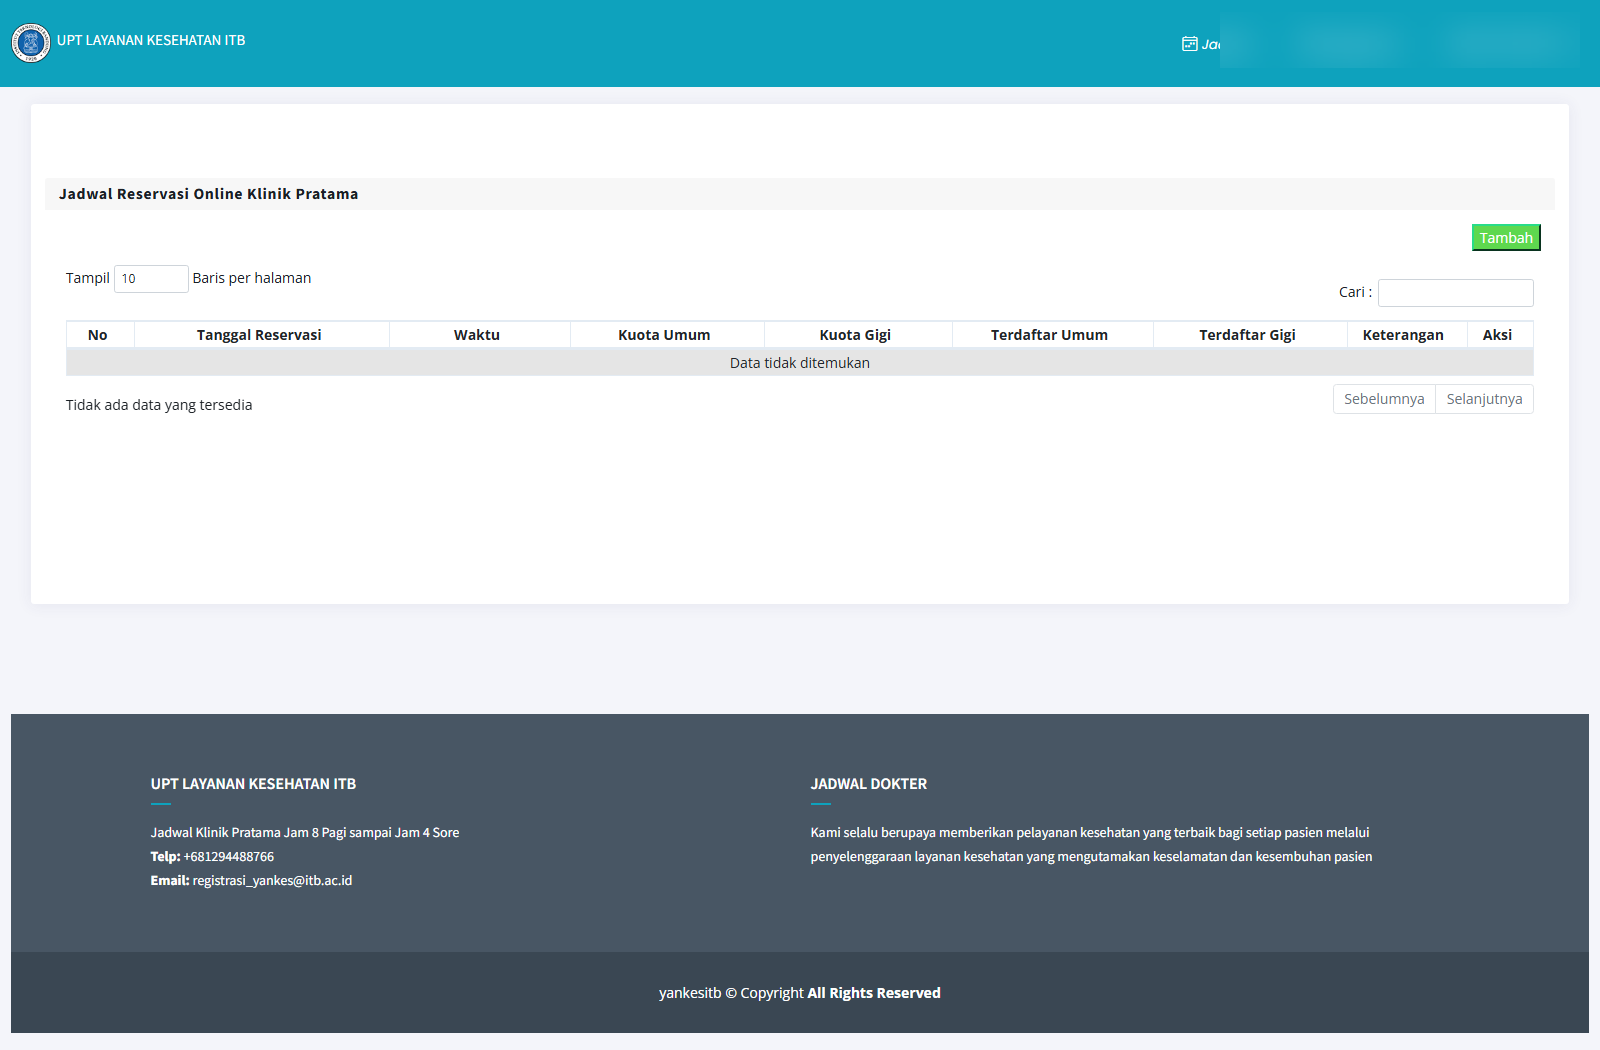 UPT LAYANAN KESEHATAN ITB
Jadwal Reservasi Online Klinik Pratama
Tambah
Tampil 10 Baris per halaman
Cari :
No Tanggal Reservasi Waktu Kuota Umum Kuota Gigi Terdaftar Umum Terdaftar Gigi Keterangan Aksi
Data tidak ditemukan
Tidak ada data yang tersedia
Sebelumnya Selanjutnya
UPT LAYANAN KESEHATAN ITB
Jadwal Klinik Pratama Jam 8 Pagi sampai Jam 4 Sore
Telp: +681294488766
Email: registrasi_yankes@itb.ac.id
JADWAL DOKTER
Kami selalu berupaya memberikan pelayanan kesehatan yang terbaik bagi setiap pasien melalui
penyelenggaraan layanan kesehatan yang mengutamakan keselamatan dan kesembuhan pasien
yankesitb © Copyright All Rights Reserved